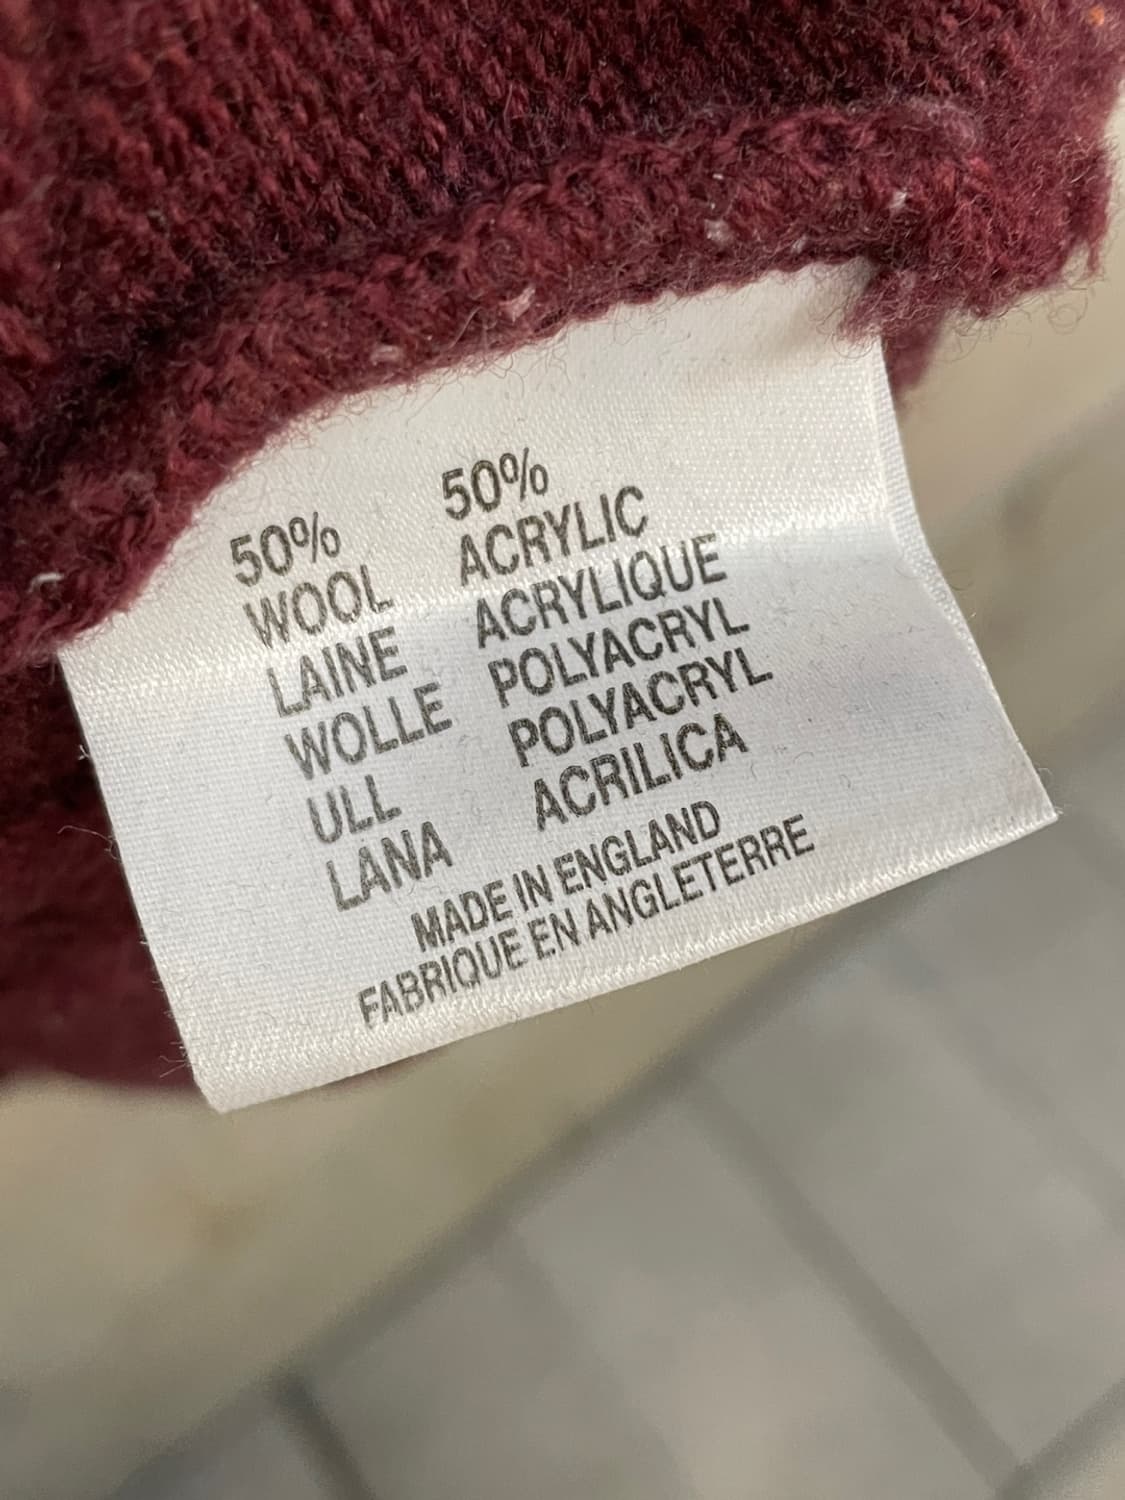 50% 50%
WOOL ACRYLIC
LAINE ACRYLIQUE
WOLLE POLYACRYL
ULL POLYACRYL
LANA ACRILICA
MADE IN ENGLAND
FABRIQUE EN ANGLETERRE